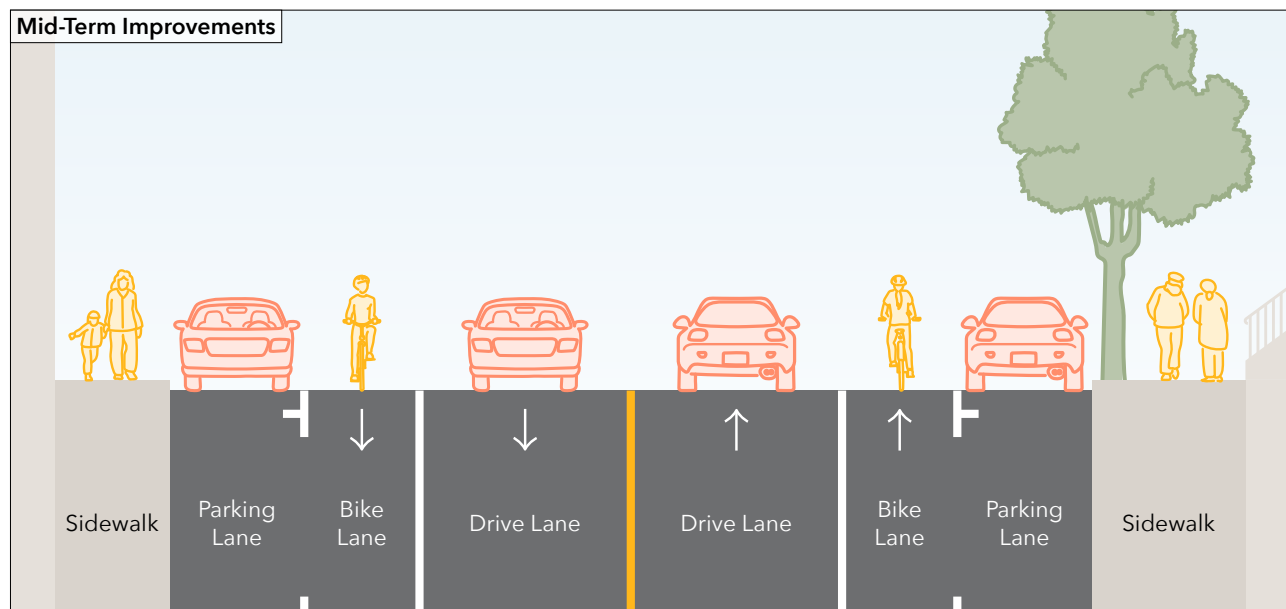 Mid-Term Improvements
Sidewalk
Parking
Lane
Bike
Lane
Drive Lane
Drive Lane
Bike
Lane
Parking
Lane
Sidewalk